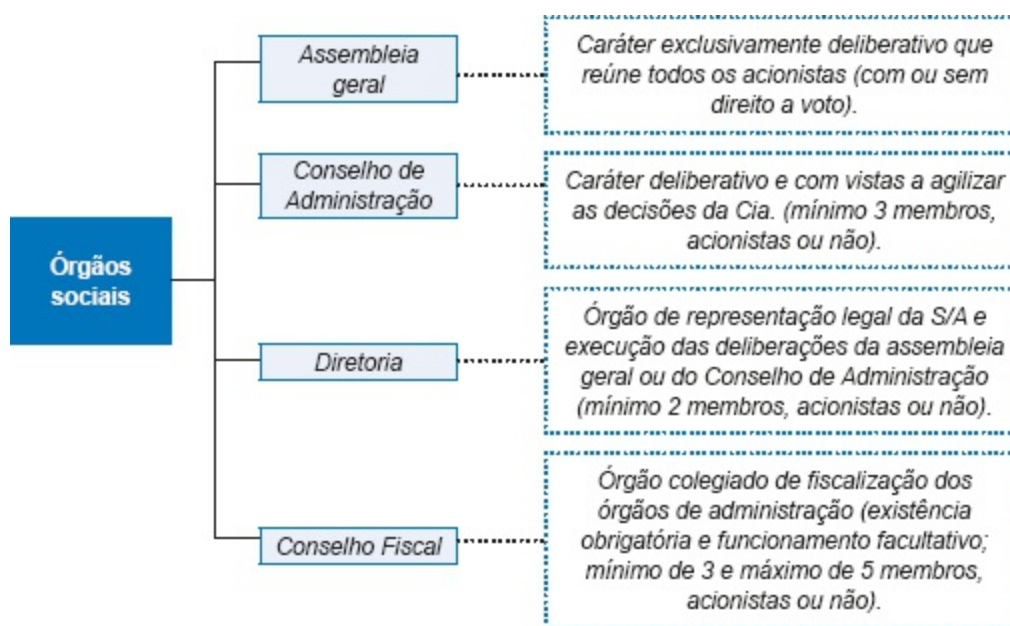 Órgãos
sociais
Assembleia
geral
Caráter exclusivamente deliberativo que
reúne todos os acionistas (com ou sem
direito a voto).
Conselho de
Administração
Caráter deliberativo e com vistas a agilizar
as decisões da Cia. (mínimo 3 membros,
acionistas ou não).
Diretoria
Órgão de representação legal da S/A e
execução das deliberações da assembleia
geral ou do Conselho de Administração
(mínimo 2 membros, acionistas ou não).
Conselho Fiscal
Órgão colegiado de fiscalização dos
órgãos de administração (existência
obrigatória e funcionamento facultativo;
mínimo de 3 e máximo de 5 membros,
acionistas ou não).